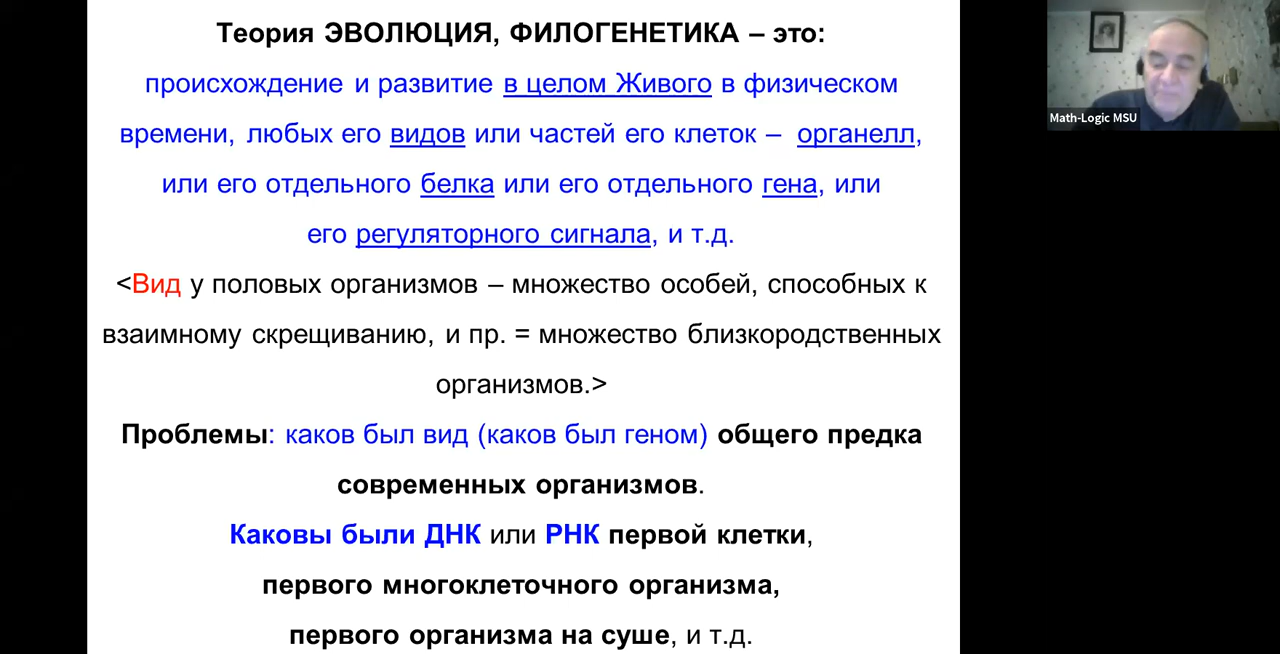 Теория ЭВОЛЮЦИЯ, ФИЛОГЕНЕТИКА – это:
происхождение и развитие в целом Живого в физическом
времени, любых его видов или частей его клеток – органелл,
или его отдельного белка или его отдельного гена, или
его регуляторного сигнала, и т.д.
<Вид у половых организмов – множество особей, способных к
взаимному скрещиванию, и пр. = множество близкородственных
организмов.>
Проблемы: каков был вид (каков был геном) общего предка
современных организмов.
Каковы были ДНК или РНК первой клетки,
первого многоклеточного организма,
первого организма на суше, и т.д.
Math-Logic MSU